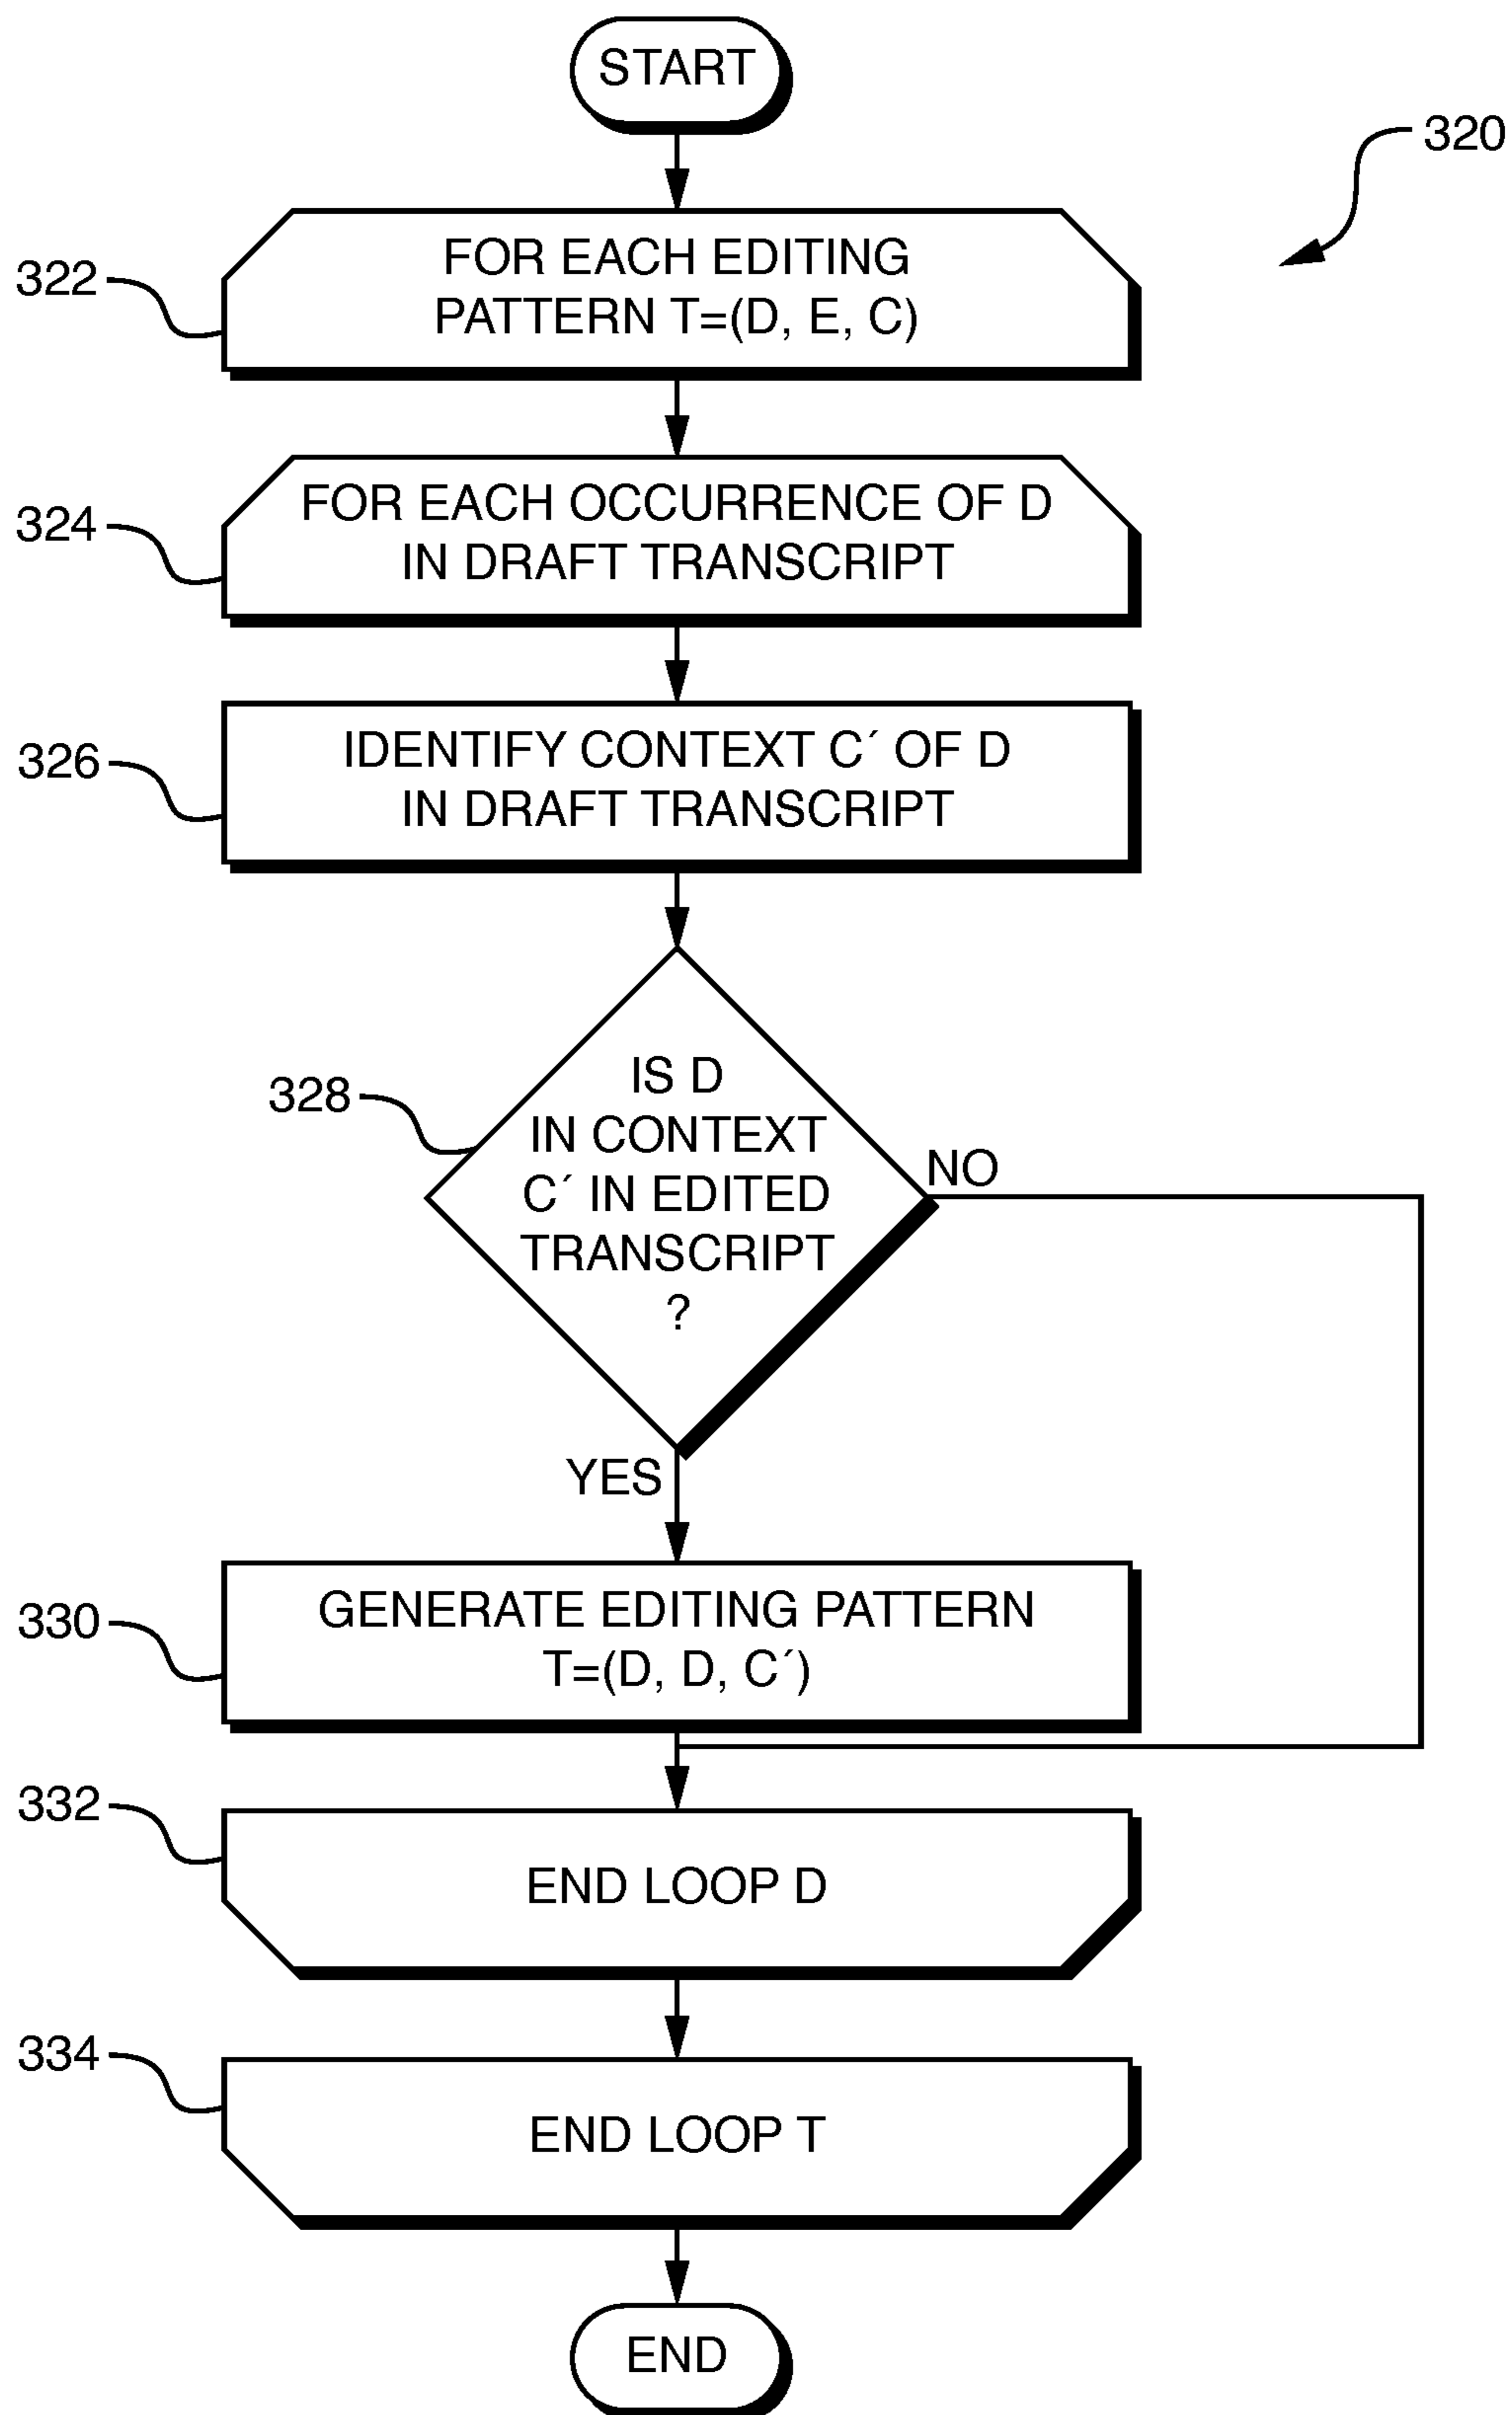 START
320
322
FOR EACH EDITING
PATTERN T=(D, E, C)
324
FOR EACH OCCURRENCE OF D
IN DRAFT TRANSCRIPT
326
IDENTIFY CONTEXT C´ OF D
IN DRAFT TRANSCRIPT
328
IS D
IN CONTEXT
C´ IN EDITED
TRANSCRIPT
?
NO
YES
330
GENERATE EDITING PATTERN
T=(D, D, C´)
332
END LOOP D
334
END LOOP T
END